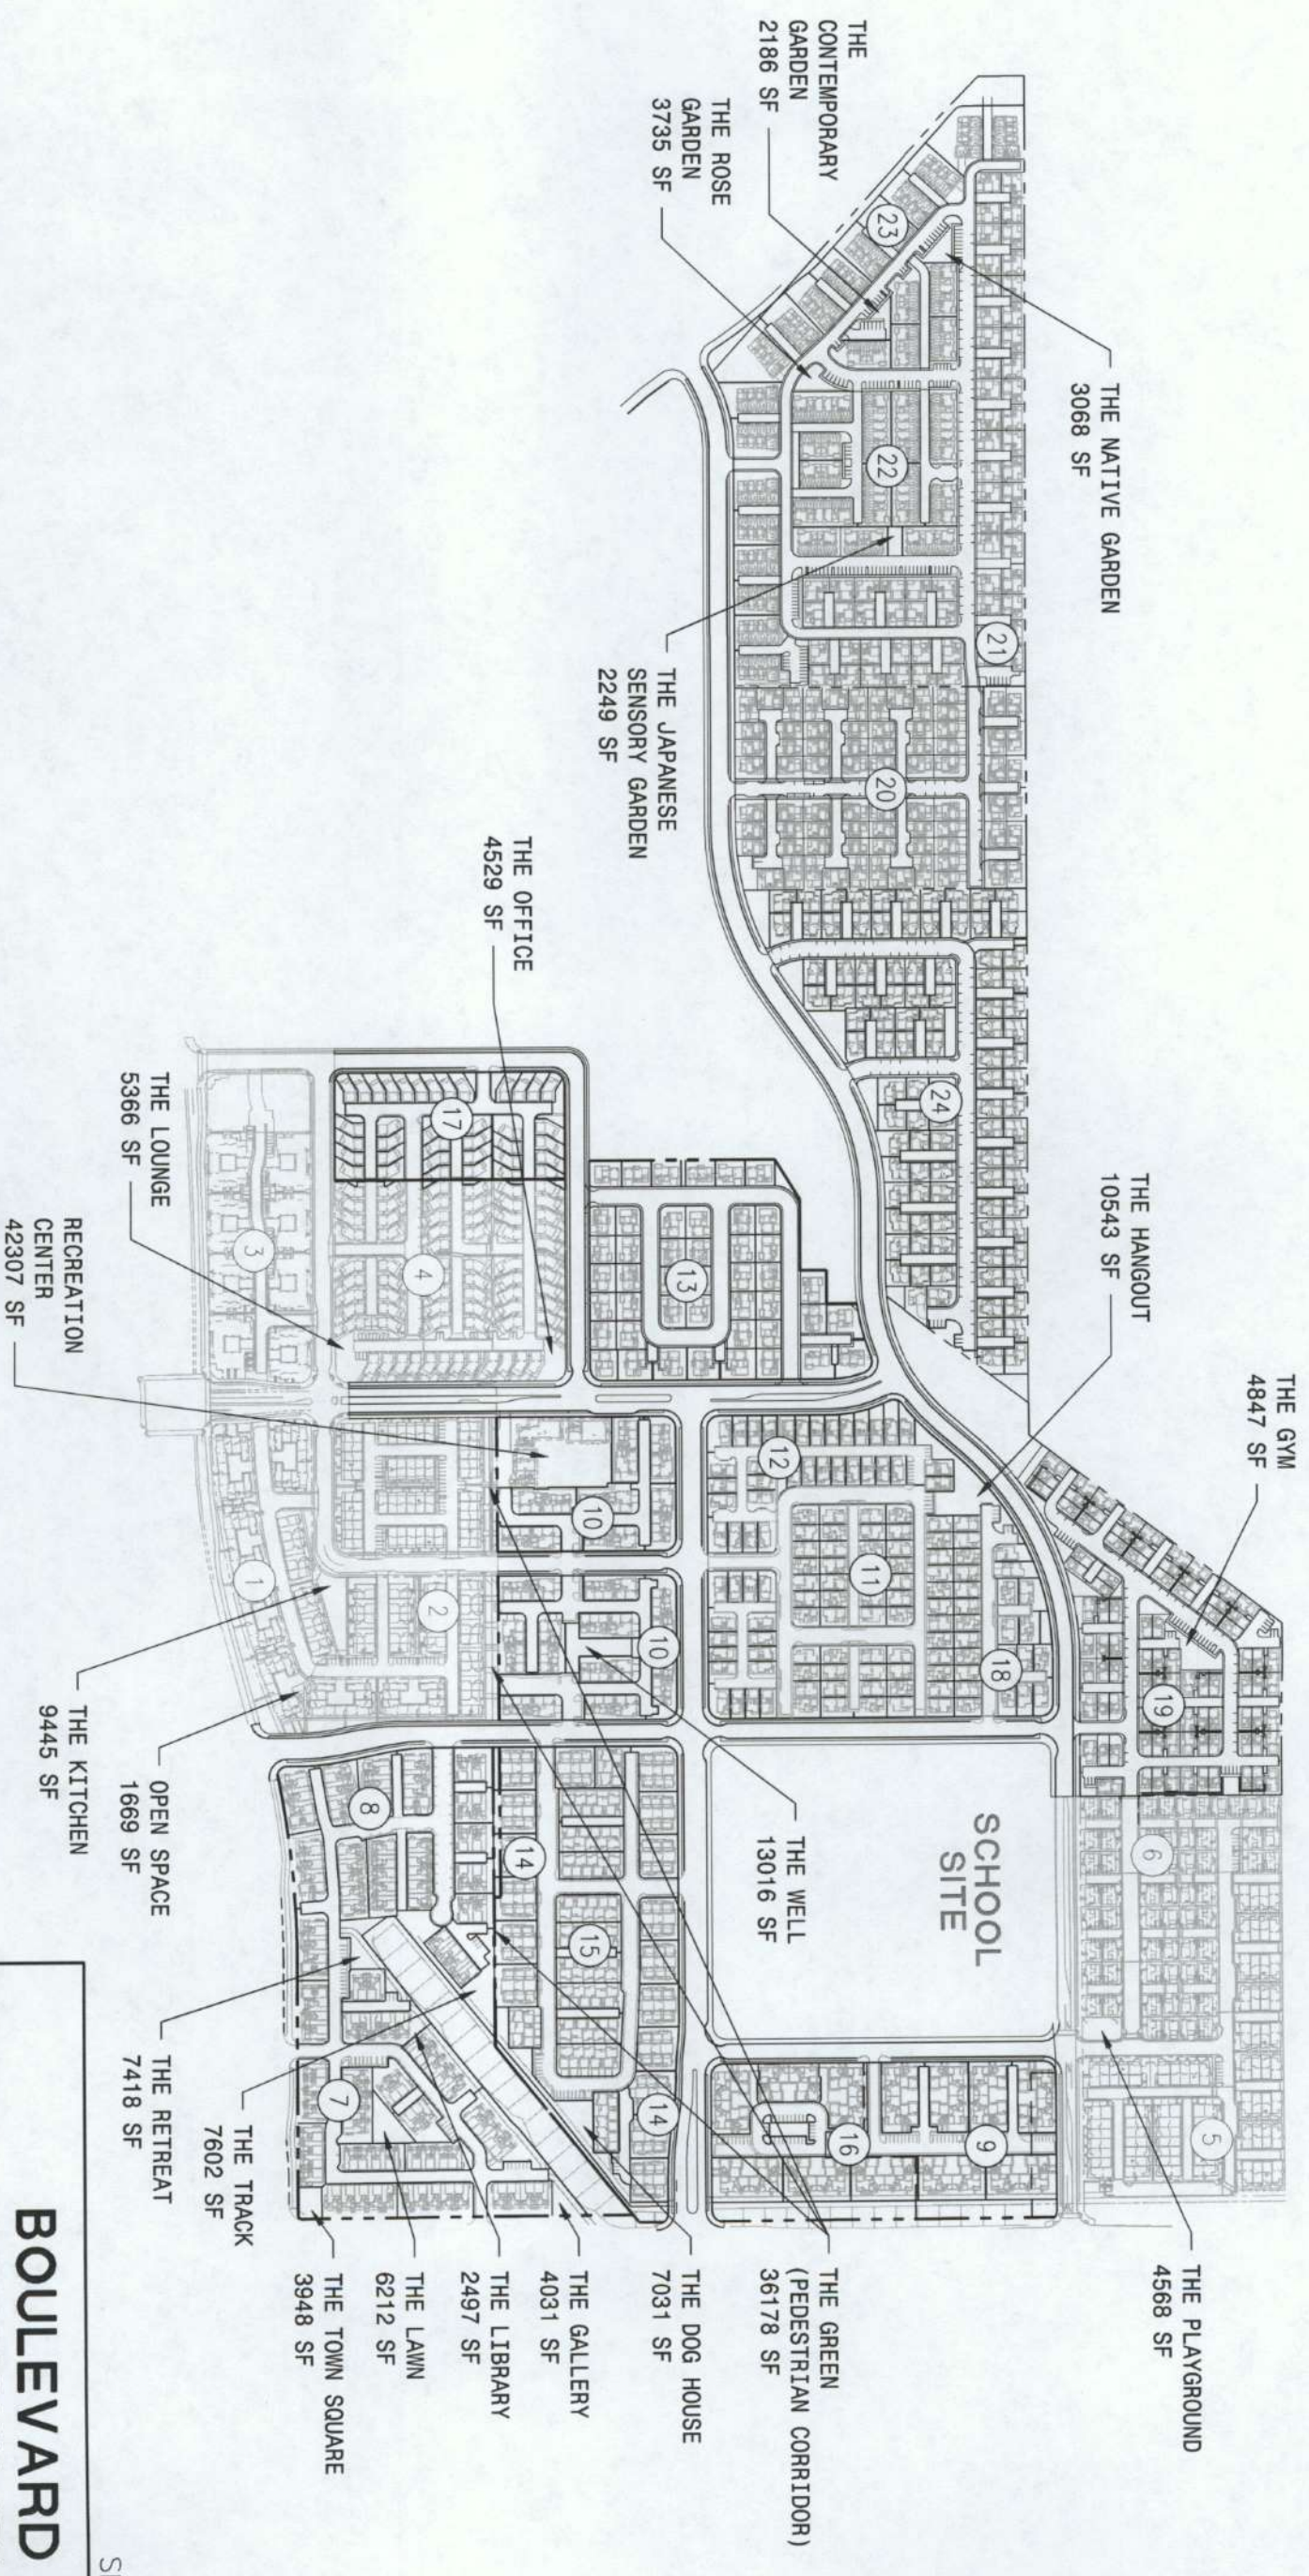 THE
CONTEMPORARY
GARDEN
2186 SF
THE ROSE
GARDEN
3735 SF
THE NATIVE GARDEN
3068 SF
THE JAPANESE
SENSORY GARDEN
2249 SF
THE OFFICE
4529 SF
THE LOUNGE
5366 SF
RECREATION
CENTER
42307 SF
THE HANGOUT
10543 SF
THE GYM
4847 SF
THE KITCHEN
9445 SF
OPEN SPACE
1669 SF
THE WELL
13016 SF
SCHOOL
SITE
THE RETREAT
7418 SF
THE TRACK
7602 SF
THE PLAYGROUND
4568 SF
THE GREEN
(PEDESTRIAN CORRIDOR)
36178 SF
THE DOG HOUSE
7031 SF
THE GALLERY
4031 SF
THE LIBRARY
2497 SF
THE LAWN
6212 SF
THE TOWN SQUARE
3948 SF
23
22
21
20
24
17
3
4
13
12
10
11
1
2
10
18
19
8
14
15
6
7
14
16
9
5
BOULEVARD